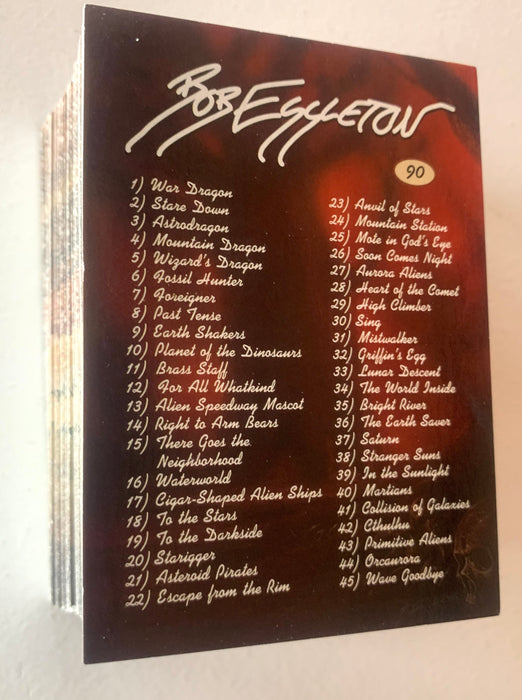 Bob Eggleton
90
1) War Dragon
2) Stare Down
3) Astrodragon
4) Mountain Dragon
5) Wizard's Dragon
6) Fossil Hunter
7) Foreigner
8) Past Tense
9) Earth Shakers
10) Planet of the Dinosaurs
11) Brass Staff
12) For All Whatkind
13) Alien Speedway Mascot
14) Right to Arm Bears
15) There Goes the
Neighborhood
16) Waterworld
17) Cigar-Shaped Alien Ships
18) To the Stars
19) To the Darkside
20) Starigger
21) Asteroid Pirates
22) Escape from the Rim
23) Anvil of Stars
24) Mountain Station
25) Mote in God's Eye
26) Soon Comes Night
27) Aurora Aliens
28) Heart of the Comet
29) High Climber
30) Sing
31) Mistwalker
32) Griffin's Egg
33) Lunar Descent
34) The World Inside
35) Bright River
36) The Earth Saver
37) Saturn
38) Stranger Suns
39) In the Sunlight
40) Martians
41) Collision of Galaxies
42) Cthulhu
43) Primitive Aliens
44) Orcaurora
45) Wave Goodbye